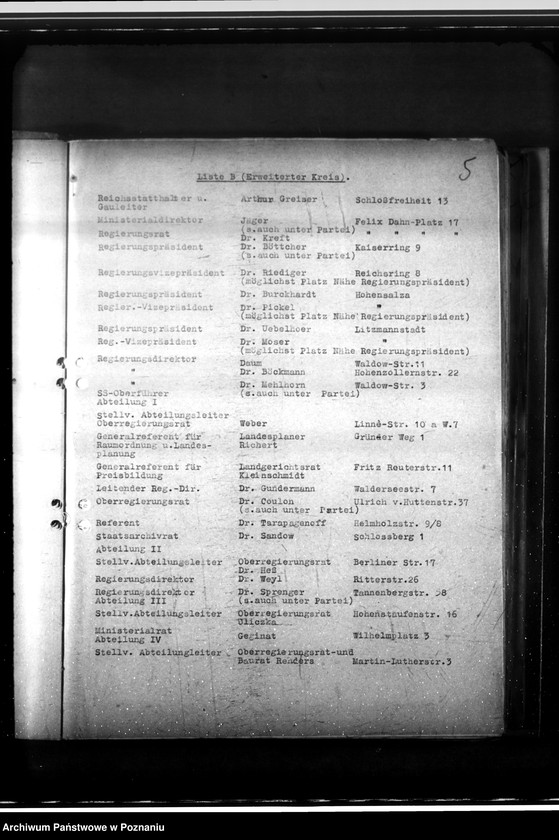 5
Liste B (Erweiterter Kreis).
Reichsstatthalter u. Arthur Greiser Schloßfreiheit 13
Gauleiter
Ministerialdirektor Jäger Felix Dahn-Platz 17
(s.auch unter Partei)
Regierungsrat Dr. Kreft " " " "
Regierungspräsident Dr. Böttcher Kaiserring 9
(s.auch unter Partei)
Regierungsvizepräsident Dr. Riediger Reichsring 8
(möglichst Platz Nähe Regierungspräsident)
Regierungspräsident Dr. Burckhardt Hohensalza
Regier.-Vizepräsident Dr. Pickel "
(möglichst Platz Nähe Regierungspräsident)
Regierungspräsident Dr. Uebelhoer Litzmannstadt
Reg.-Vizepräsident Dr. Moser "
(möglichst Platz Nähe Regierungspräsident)
Regierungsdirektor Daum Waldow-Str.11
" Dr. Böckmann Hohenzollernstr. 22
" Dr. Mehlhorn Waldow-Str. 3
SS-Oberführer (s.auch unter Partei)
Abteilung I
Stellv. Abteilungsleiter
Oberregierungsrat Weber Linné-Str. 10 a W.7
Generalreferent für Landesplaner Gründer Weg 1
Raumordnung u.Landes- Richert
planung
Generalreferent für Landgerichtsrat Fritz Reuterstr.11
Preisbildung Kleinschmidt
Leitender Reg.-Dir. Dr. Gundermann Walderseestr. 7
Oberregierungsrat Dr. Coulon Ulrich v.Huttenstr.37
(s.auch unter Partei)
Referent Dr. Tarapaganoff Helmholzstr. 9/8
Staatsarchivrat Dr. Sandow Schlossberg 1
Abteilung II
Stellv.Abteilungsleiter Oberregierungsrat Berliner Str.17
Dr. Heß
Regierungsdirektor Dr. Weyl Ritterstr.26
Regierungsdirektor Dr. Sprenger Tannenbergstr. 38
Abteilung III (s.auch unter Partei)
Stellv.Abteilungsleiter Oberregierungsrat Hohenstaufenstr. 16
Ulicska
Ministerialrat Geginat Wilhelmplatz 3
Abteilung IV
Stellv. Abteilungleiter Oberregierungsrat-und
Baurat Renders Martin-Lutherstr.3
Archiwum Państwowe w Poznaniu